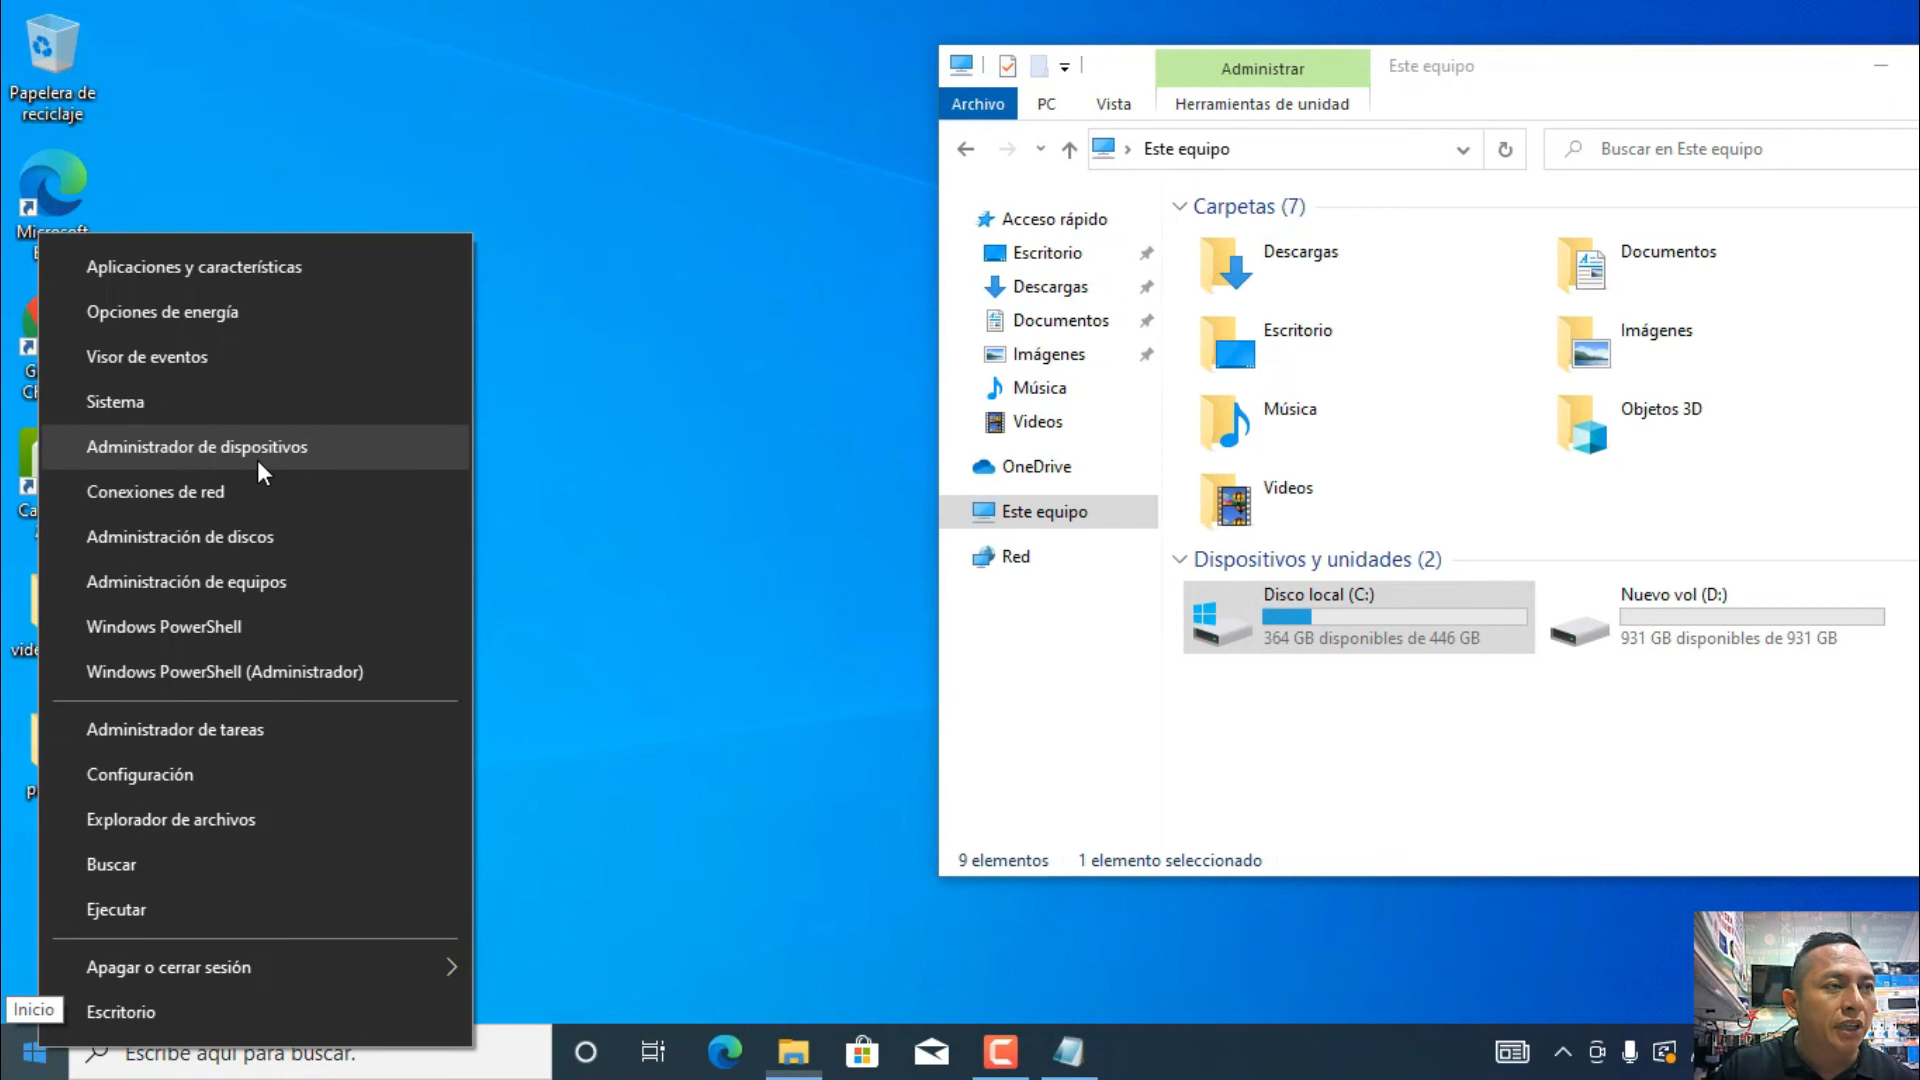 Papelera de
reciclaje
Aplicaciones y características
Opciones de energía
Visor de eventos
Sistema
Administrador de dispositivos
Conexiones de red
Administración de discos
Administración de equipos
Windows PowerShell
Windows PowerShell (Administrador)
Administrador de tareas
Configuración
Explorador de archivos
Buscar
Ejecutar
Apagar o cerrar sesión
Escritorio
Inicio
Escribe aquí para buscar.
Administrar
Este equipo
Archivo
PC
Vista
Herramientas de unidad
Este equipo
Buscar en Este equipo
Acceso rápido
Escritorio
Descargas
Documentos
Imágenes
Música
Videos
OneDrive
Este equipo
Red
Carpetas (7)
Descargas
Documentos
Escritorio
Imágenes
Música
Objetos 3D
Videos
Dispositivos y unidades (2)
Disco local (C:)
364 GB disponibles de 446 GB
Nuevo vol (D:)
931 GB disponibles de 931 GB
9 elementos
1 elemento seleccionado